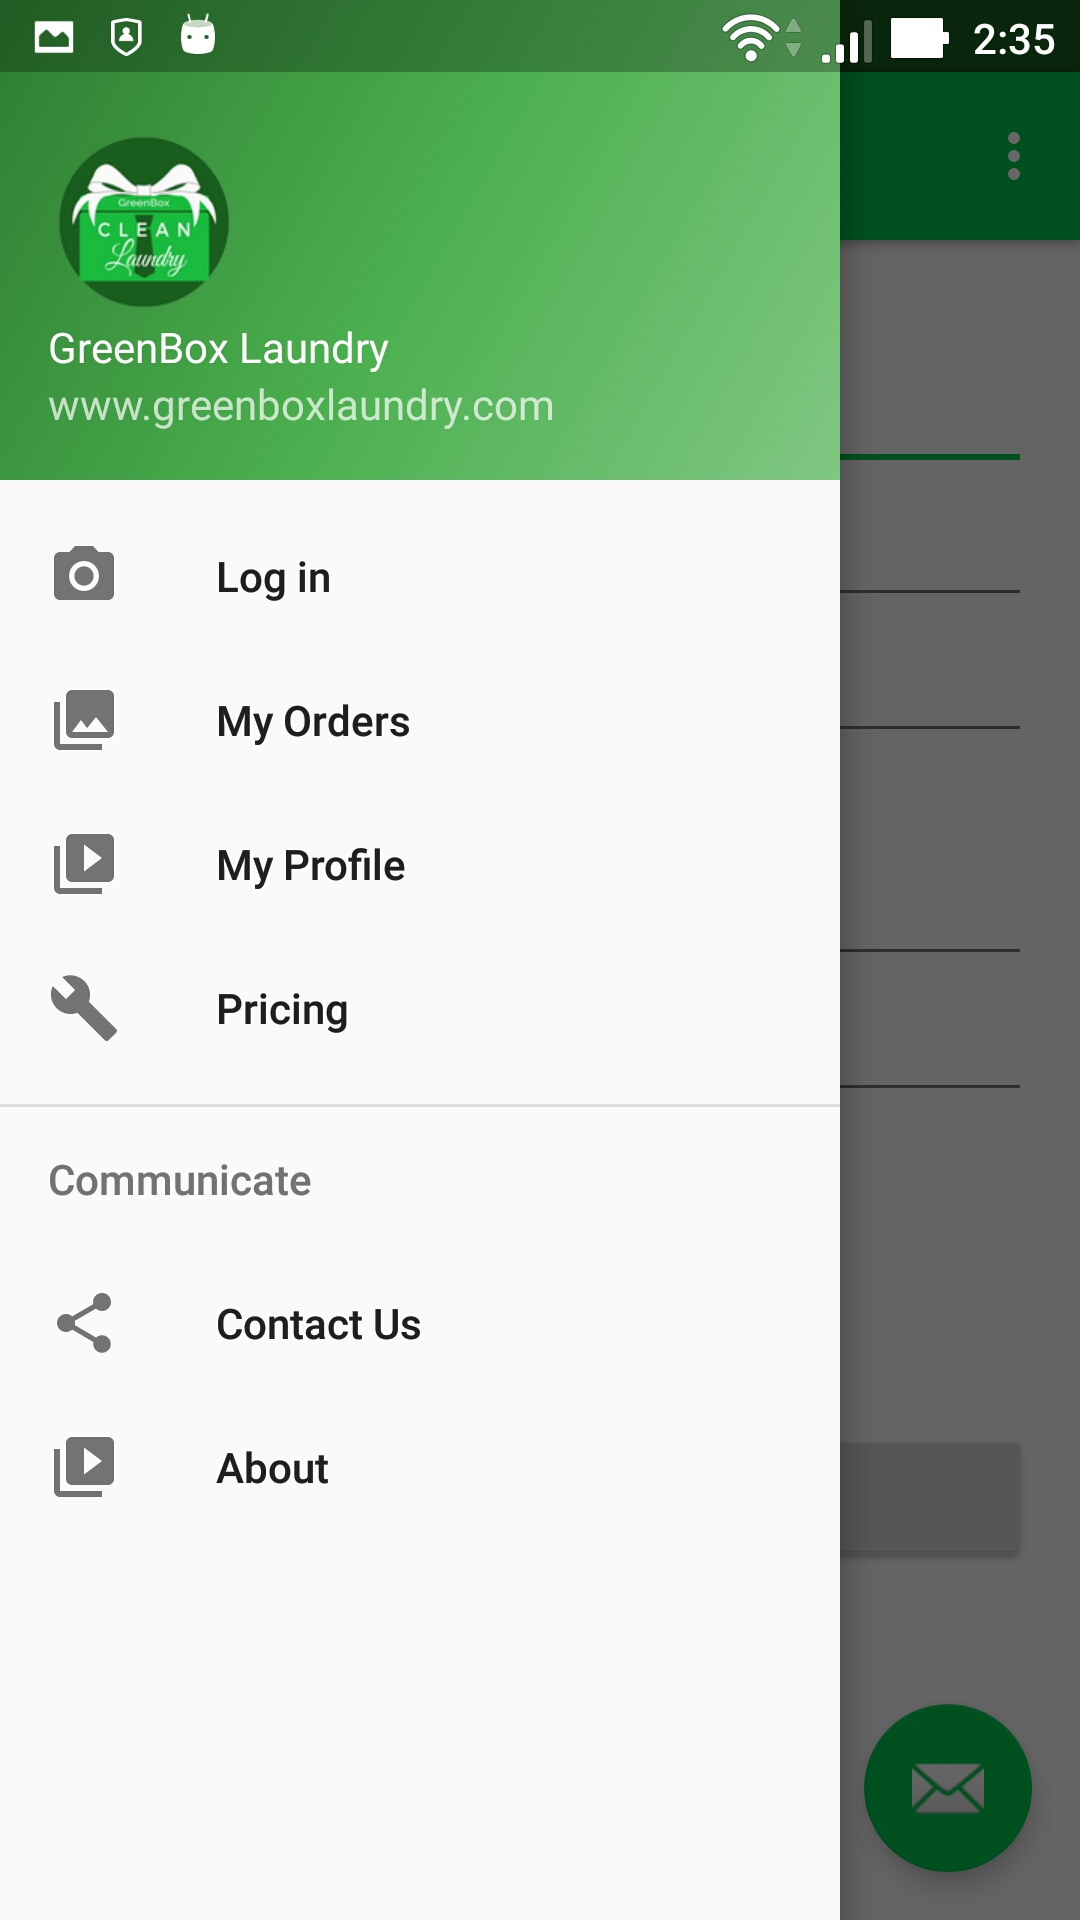 2:35
GreenBox
CLEAN
Laundry
GreenBox Laundry
www.greenboxlaundry.com
Log in
My Orders
My Profile
Pricing
Communicate
Contact Us
About